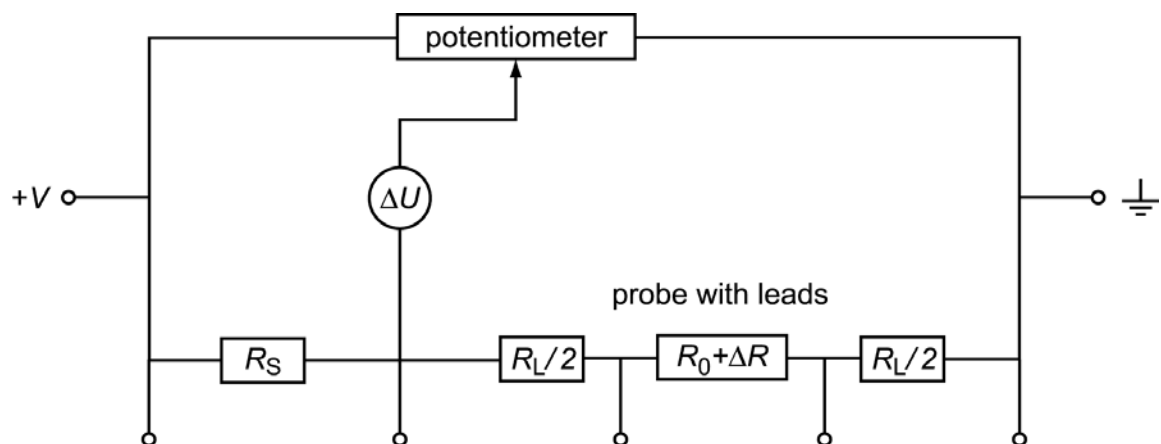 potentiometer
+V
ΔU
probe with leads
R_S
R_L/2
R_0+ΔR
R_L/2